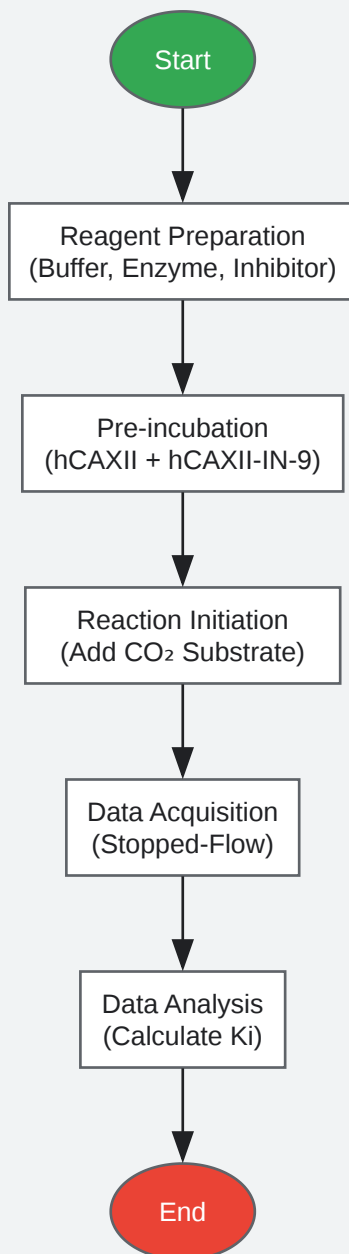 Start
Reagent Preparation
(Buffer, Enzyme, Inhibitor)
Pre-incubation
(hCAXII + hCAXII-IN-9)
Reaction Initiation
(Add CO₂ Substrate)
Data Acquisition
(Stopped-Flow)
Data Analysis
(Calculate Ki)
End